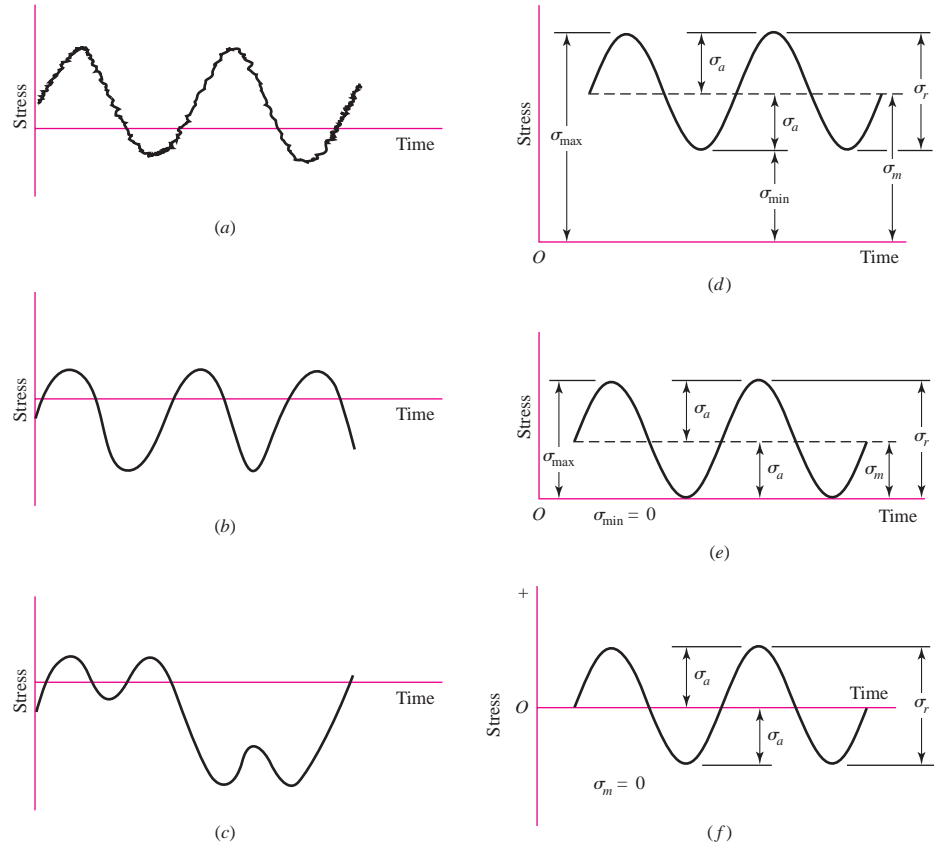 Stress
Time
(a)
Stress
Time
(b)
Stress
Time
(c)
Stress
σmax
σa
σa
σmin
σr
σm
O
Time
(d)
Stress
σmax
σa
σa
σm
σr
O
σmin = 0
Time
(e)
+
Stress
O
σa
σa
Time
σr
σm = 0
(f)